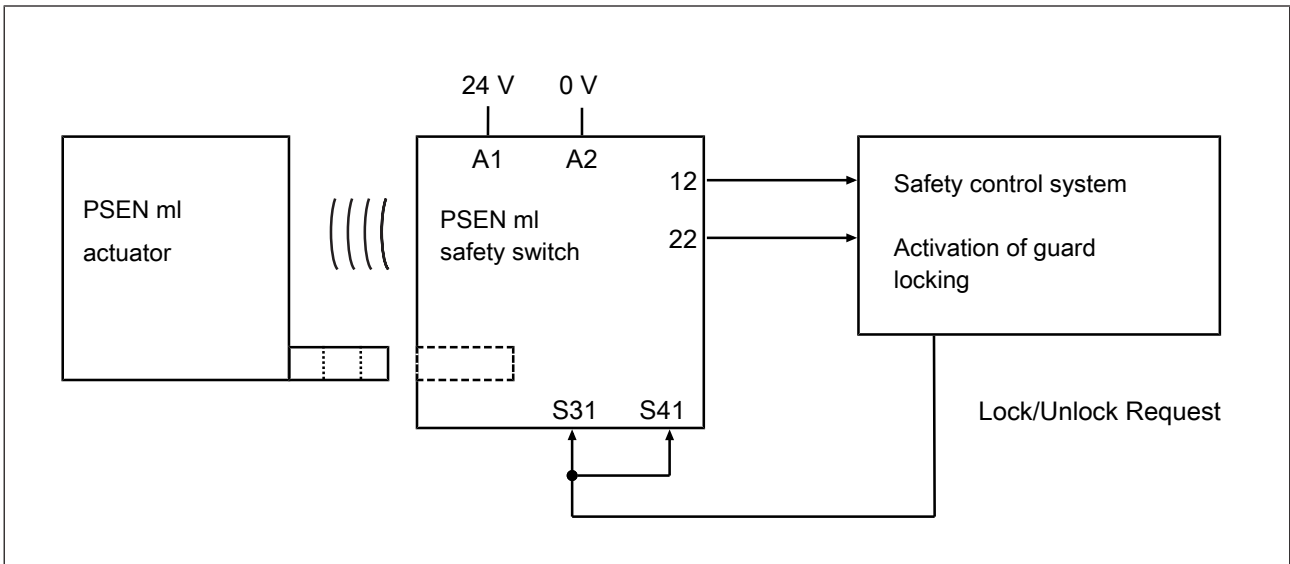 24 V
0 V
A1
A2
PSEN ml
actuator
PSEN ml
safety switch
12
22
Safety control system
Activation of guard
locking
S31
S41
Lock/Unlock Request